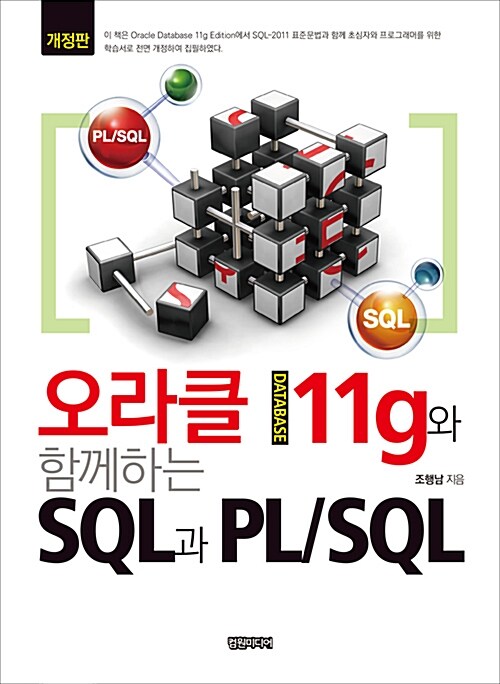 개정판
이 책은 Oracle Database 11g Edition에서 SQL-2011 표준문법과 함께 초심자와 프로그래머를 위한
학습서로 전면 개정하여 집필하였다.
PL/SQL
SQL
오라클 DATABASE 11g와
함께하는
조행남 지음
SQL과 PL/SQL
컴원미디어